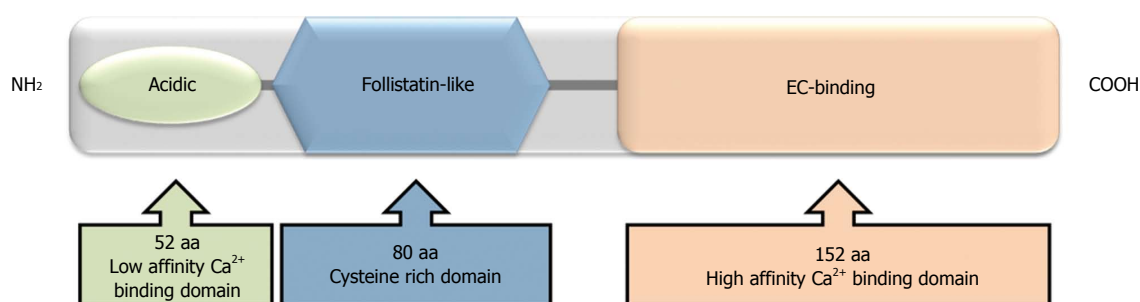 NH₂
Acidic
Follistatin-like
EC-binding
COOH
52 aa
Low affinity Ca²⁺
binding domain
80 aa
Cysteine rich domain
152 aa
High affinity Ca²⁺ binding domain